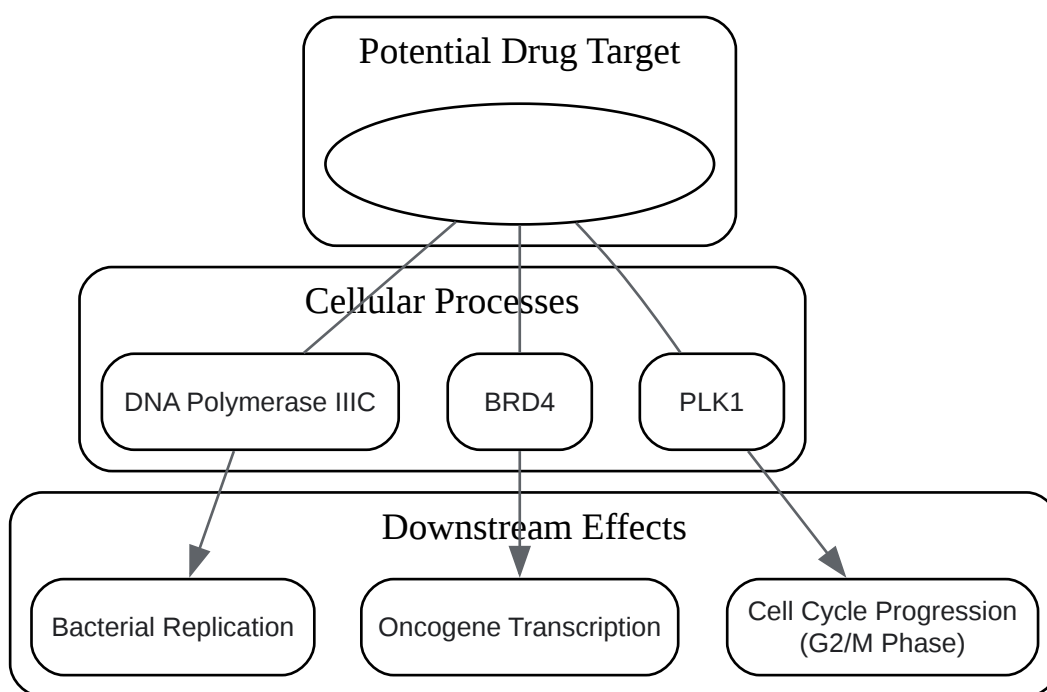 Potential Drug Target
Cellular Processes
DNA Polymerase IIIC
BRD4
PLK1
Downstream Effects
Bacterial Replication
Oncogene Transcription
Cell Cycle Progression
(G2/M Phase)